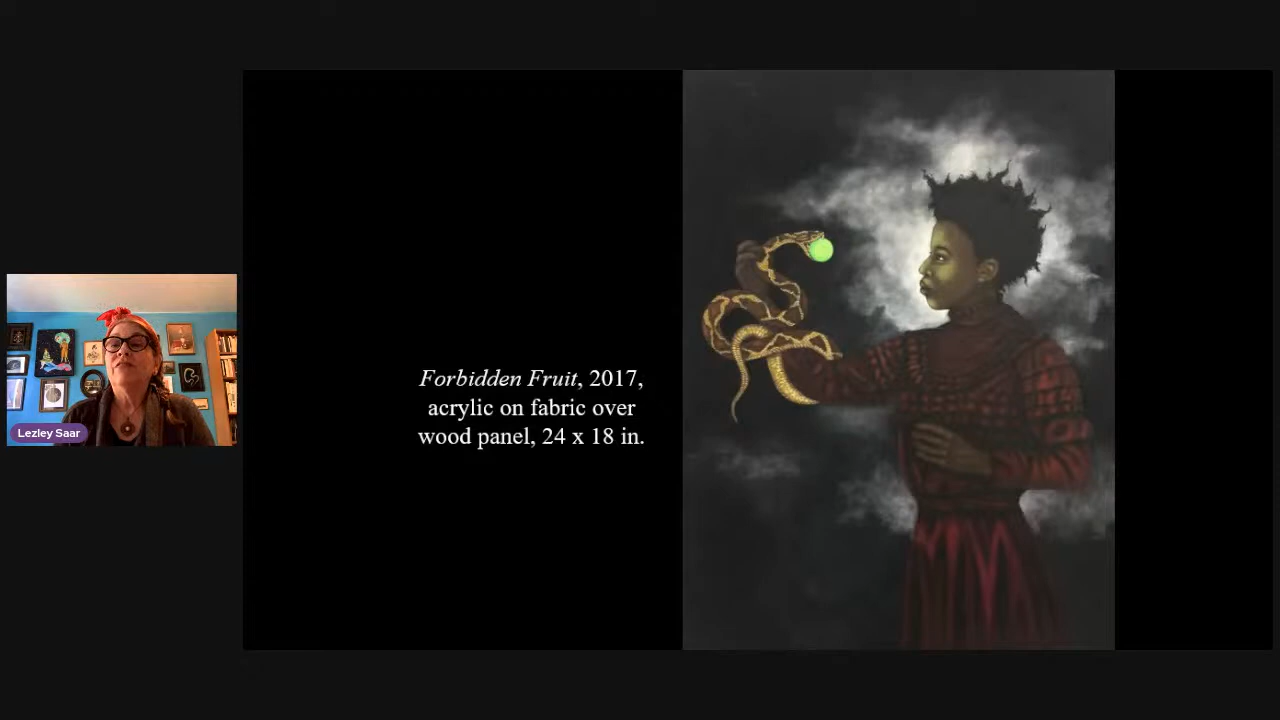 Lezley Saar
Forbidden Fruit, 2017,
acrylic on fabric over
wood panel, 24 x 18 in.